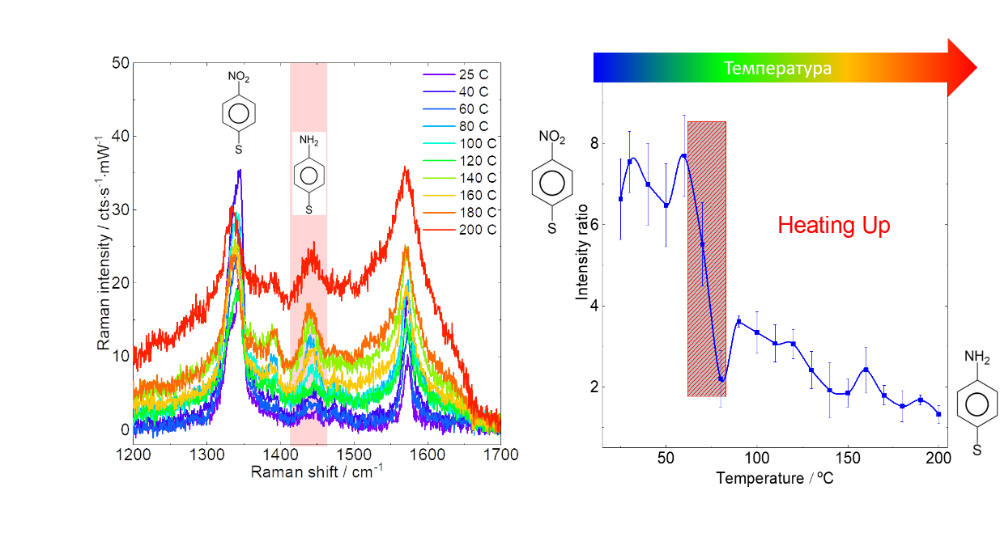 50
40
30
20
10
0
Raman intensity / cts·s⁻¹·mW⁻¹
NO₂
S
NH₂
S
25 C
40 C
60 C
80 C
100 C
120 C
140 C
160 C
180 C
200 C
1200 1300 1400 1500 1600 1700
Raman shift / cm⁻¹
Температура
NO₂
S
8
6
4
2
Intensity ratio
Heating Up
50 100 150 200
Temperature / ºC
NH₂
S